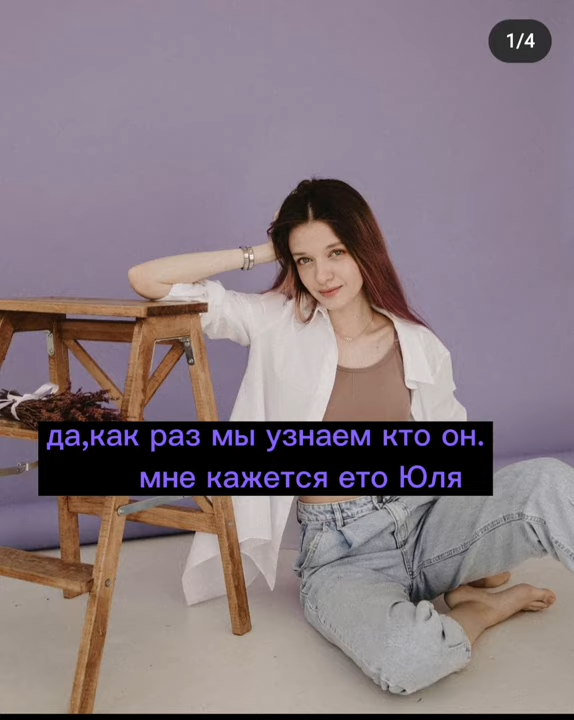 1/4
да,как раз мы узнаем кто он.
мне кажется ето Юля